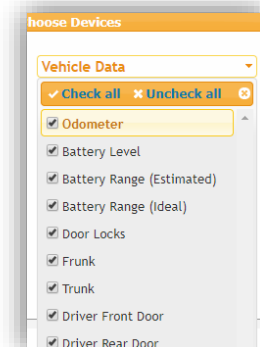 hoose Devices
Vehicle Data
Check all Uncheck all
Odometer
Battery Level
Battery Range (Estimated)
Battery Range (Ideal)
Door Locks
Frunk
Trunk
Driver Front Door
Driver Rear Door